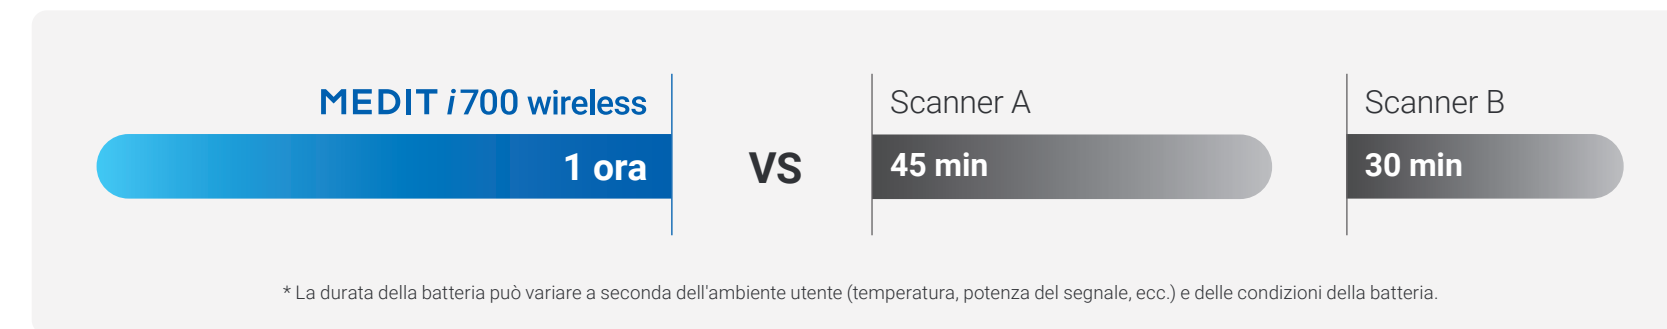 MEDIT i700 wireless
1 ora
VS
Scanner A
45 min
Scanner B
30 min
* La durata della batteria può variare a seconda dell'ambiente utente (temperatura, potenza del segnale, ecc.) e delle condizioni della batteria.